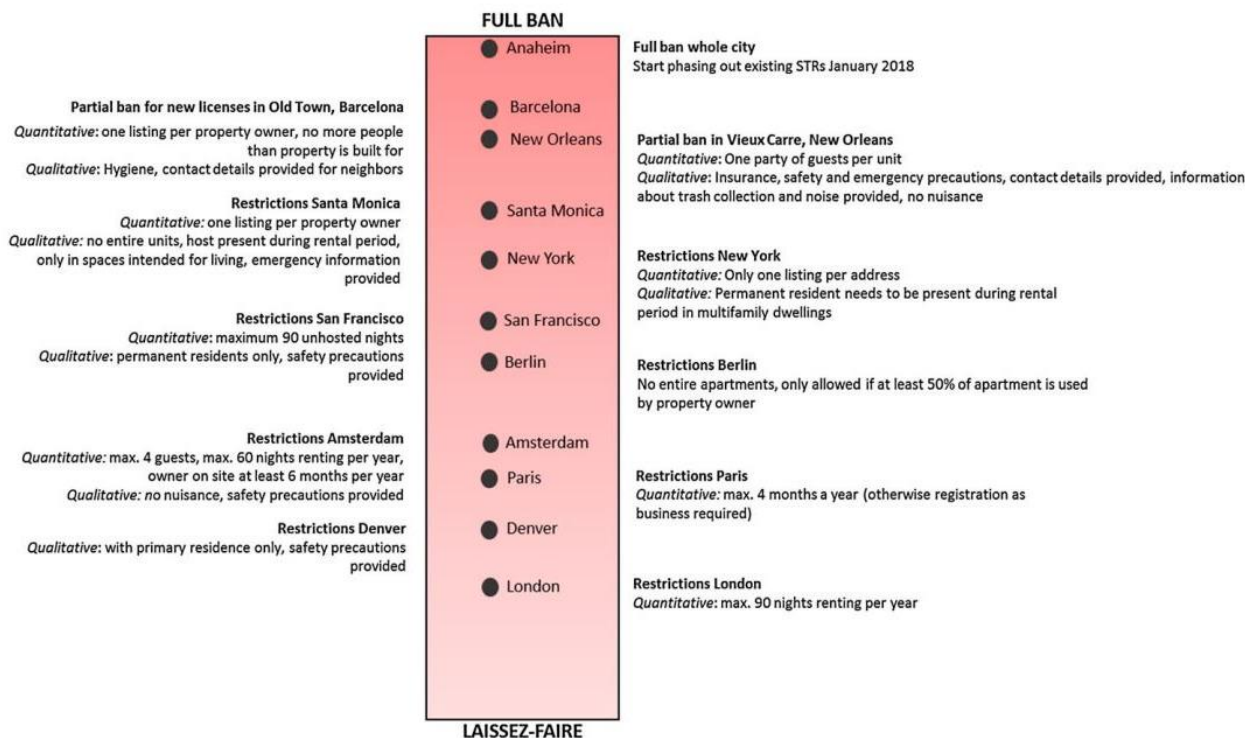 FULL BAN
Anaheim
Full ban whole city
Start phasing out existing STRs January 2018
Partial ban for new licenses in Old Town, Barcelona
Quantitative: one listing per property owner, no more people
than property is built for
Qualitative: Hygiene, contact details provided for neighbors
Barcelona
New Orleans
Partial ban in Vieux Carre, New Orleans
Quantitative: One party of guests per unit
Qualitative: Insurance, safety and emergency precautions, contact details provided, information
about trash collection and noise provided, no nuisance
Restrictions Santa Monica
Quantitative: one listing per property owner
Qualitative: no entire units, host present during rental period,
only in spaces intended for living, emergency information
provided
Santa Monica
New York
Restrictions New York
Quantitative: Only one listing per address
Qualitative: Permanent resident needs to be present during rental
period in multifamily dwellings
Restrictions San Francisco
Quantitative: maximum 90 unhosted nights
Qualitative: permanent residents only, safety precautions
provided
San Francisco
Berlin
Restrictions Berlin
No entire apartments, only allowed if at least 50% of apartment is used
by property owner
Restrictions Amsterdam
Quantitative: max. 4 guests, max. 60 nights renting per year,
owner on site at least 6 months per year
Qualitative: no nuisance, safety precautions provided
Amsterdam
Paris
Restrictions Paris
Quantitative: max. 4 months a year (otherwise registration as
business required)
Restrictions Denver
Qualitative: with primary residence only, safety precautions
provided
Denver
London
Restrictions London
Quantitative: max. 90 nights renting per year
LAISSEZ-FAIRE